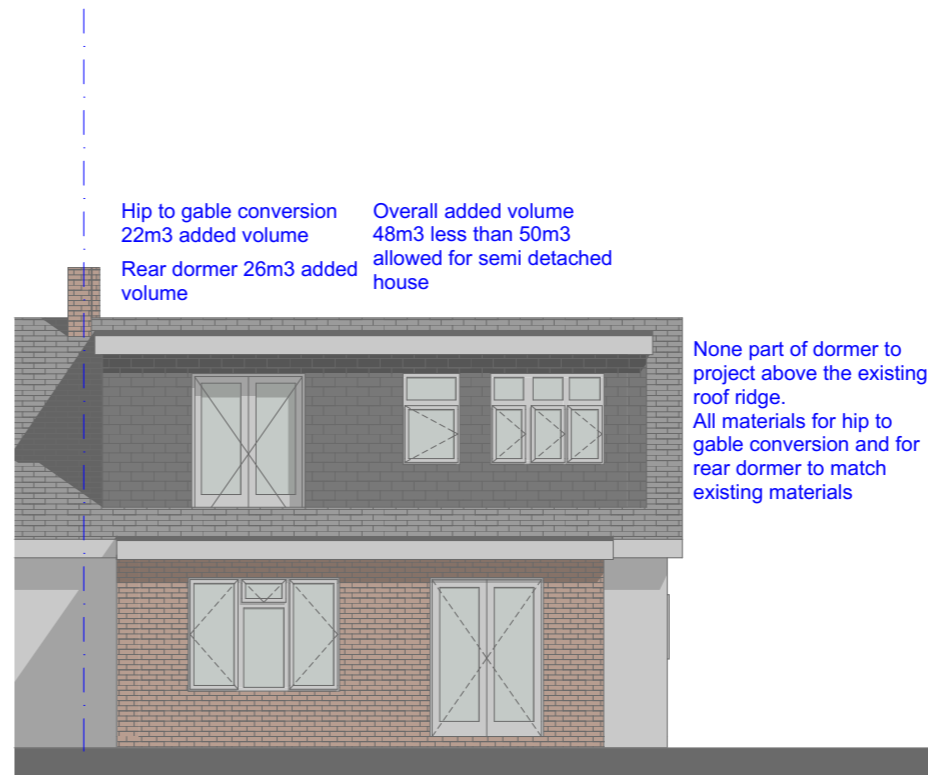 Hip to gable conversion
22m3 added volume
Rear dormer 26m3 added
volume
Overall added volume
48m3 less than 50m3
allowed for semi detached
house
None part of dormer to
project above the existing
roof ridge.
All materials for hip to
gable conversion and for
rear dormer to match
existing materials